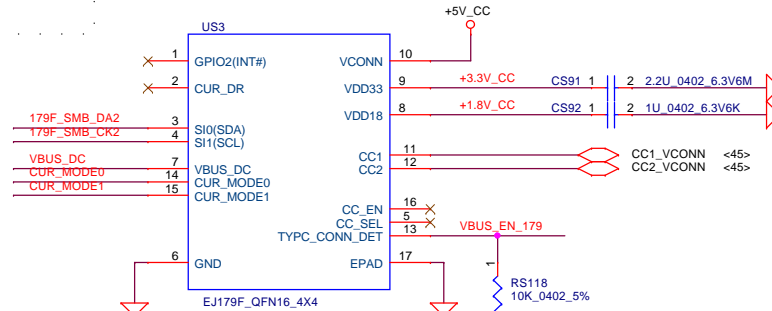 US3
+5V_CC
1 GPIO2(INT#) VCONN 10
2 CUR_DR VDD33 9 +3.3V_CC CS91 1 2 2.2U_0402_6.3V6M
VDD18 8 +1.8V_CC CS92 1 2 1U_0402_6.3V6K
179F_SMB_DA2 3 SI0(SDA)
179F_SMB_CK2 4 SI1(SCL)
CC1 11 CC1_VCONN <45>
VBUS_DC 7 VBUS_DC CC2 12 CC2_VCONN <45>
CUR_MODE0 14 CUR_MODE0
CUR_MODE1 15 CUR_MODE1
CC_EN 16
CC_SEL 5
TYPC_CONN_DET 13 VBUS_EN_179
6 GND EPAD 17
1
RS118
10K_0402_5%
EJ179F_QFN16_4X4